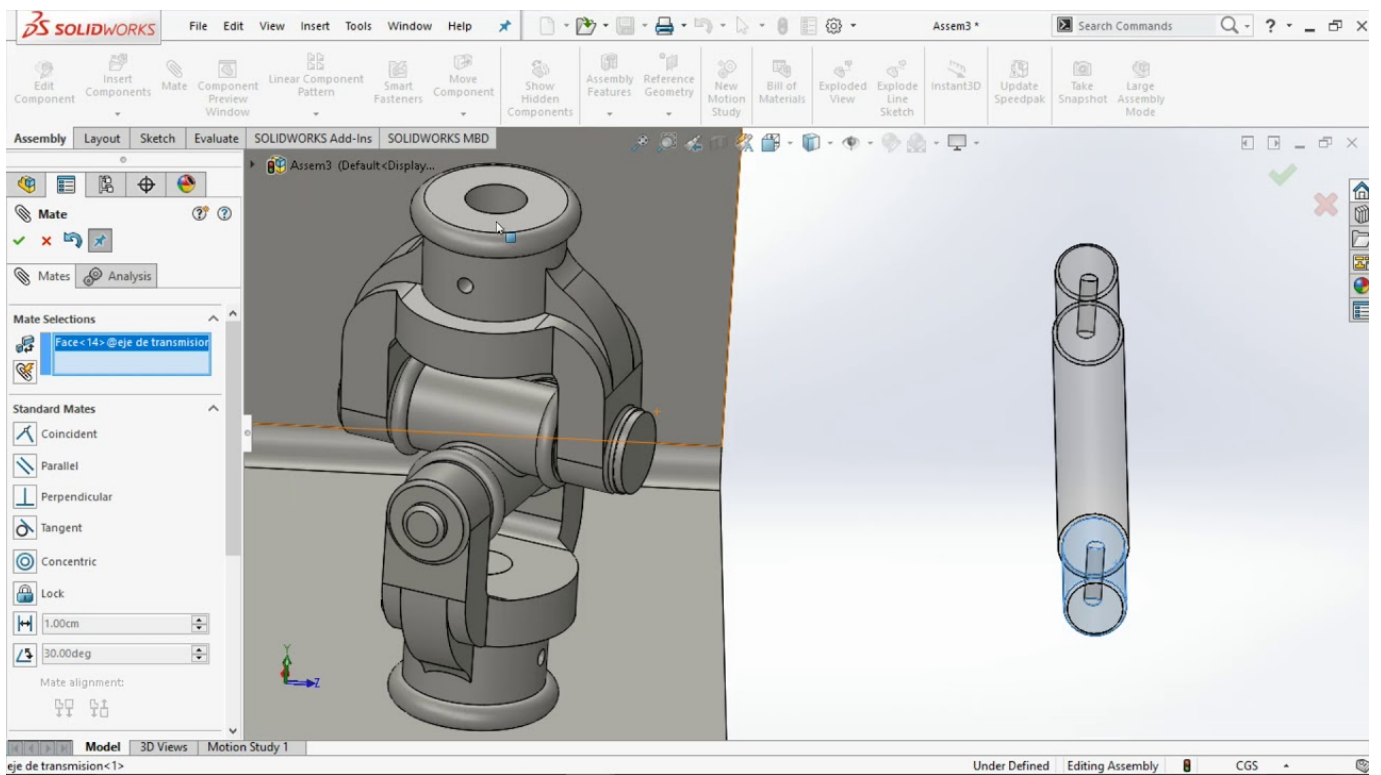 SOLIDWORKS File Edit View Insert Tools Window Help Assem3 * Search Commands ?
Edit Component
Insert Components
Mate
Component Preview Window
Linear Component Pattern
Smart Fasteners
Move Component
Show Hidden Components
Assembly Features
Reference Geometry
New Motion Study
Bill of Materials
Exploded View
Explode Line Sketch
Instant3D
Update Speedpak
Take Snapshot
Large Assembly Mode
Assembly Layout Sketch Evaluate SOLIDWORKS Add-Ins SOLIDWORKS MBD
Assem3 (Default<Display...
Mate
Mates Analysis
Mate Selections
Face<14>@eje de transmision
Standard Mates
Coincident
Parallel
Perpendicular
Tangent
Concentric
Lock
1.00cm
30.00deg
Mate alignment:
Y
Z
Model 3D Views Motion Study 1
eje de transmision<1> Under Defined Editing Assembly CGS